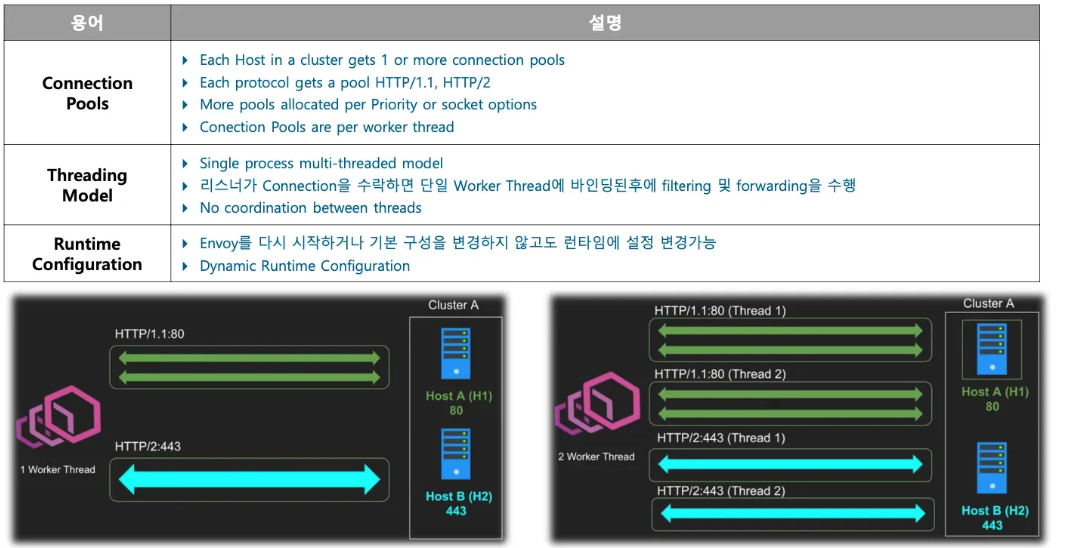 용어
설명
Connection
Pools
Each Host in a cluster gets 1 or more connection pools
Each protocol gets a pool HTTP/1.1, HTTP/2
More pools allocated per Priority or socket options
Conection Pools are per worker thread
Threading
Model
Single process multi-threaded model
리스너가 Connection을 수락하면 단일 Worker Thread에 바인딩된후에 filtering 및 forwarding을 수행
No coordination between threads
Runtime
Configuration
Envoy를 다시 시작하거나 기본 구성을 변경하지 않고도 런타임에 설정 변경가능
Dynamic Runtime Configuration
Cluster A
HTTP/1.1:80
Host A (H1)
80
HTTP/2:443
1 Worker Thread
Host B (H2)
443
Cluster A
HTTP/1.1:80 (Thread 1)
HTTP/1.1:80 (Thread 2)
Host A (H1)
80
HTTP/2:443 (Thread 1)
2 Worker Thread
HTTP/2:443 (Thread 2)
Host B (H2)
443